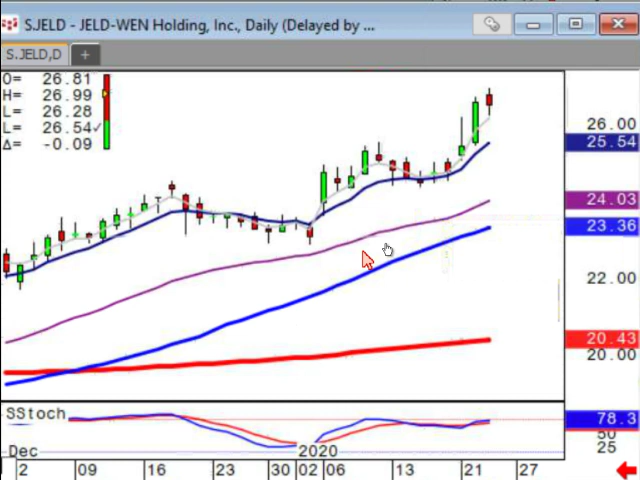 S.JELD - JELD-WEN Holding, Inc., Daily (Delayed by ...
S.JELD,D +
O= 26.81
H= 26.99
L= 26.28
L= 26.54✓
Δ= -0.09
26.00
25.54
24.03
23.36
22.00
20.43
20.00
SStoch
78.3
50
25
Dec 2020
2 09 16 23 30 02 06 13 21 27